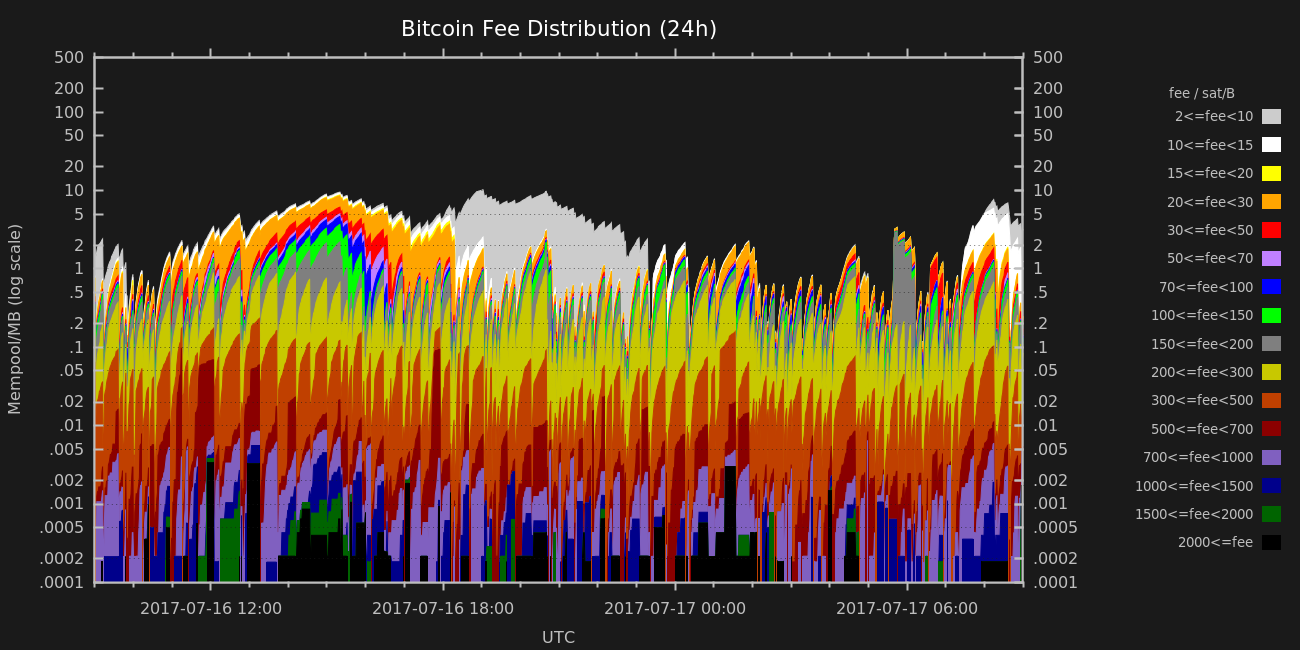 Bitcoin Fee Distribution (24h)
Mempool/MB (log scale)
500
200
100
50
20
10
5
2
1
.5
.2
.1
.05
.02
.01
.005
.002
.001
.0005
.0002
.0001
500
200
100
50
20
10
5
2
1
.5
.2
.1
.05
.02
.01
.005
.002
.001
.0005
.0002
.0001
2017-07-16 12:00
2017-07-16 18:00
2017-07-17 00:00
2017-07-17 06:00
UTC
fee / sat/B
2<=fee<10
10<=fee<15
15<=fee<20
20<=fee<30
30<=fee<50
50<=fee<70
70<=fee<100
100<=fee<150
150<=fee<200
200<=fee<300
300<=fee<500
500<=fee<700
700<=fee<1000
1000<=fee<1500
1500<=fee<2000
2000<=fee